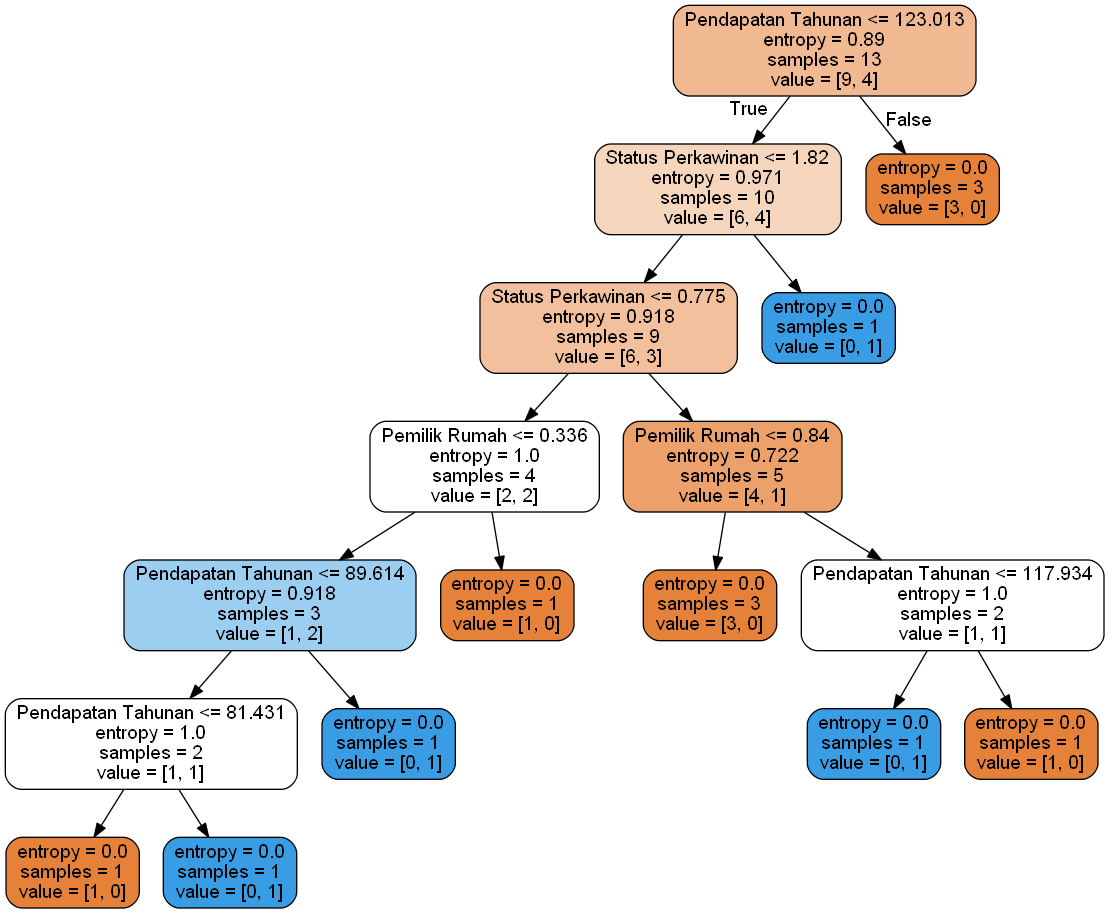 Pendapatan Tahunan <= 123.013
entropy = 0.89
samples = 13
value = [9, 4]
True
False
Status Perkawinan <= 1.82
entropy = 0.971
samples = 10
value = [6, 4]
entropy = 0.0
samples = 3
value = [3, 0]
Status Perkawinan <= 0.775
entropy = 0.918
samples = 9
value = [6, 3]
entropy = 0.0
samples = 1
value = [0, 1]
Pemilik Rumah <= 0.336
entropy = 1.0
samples = 4
value = [2, 2]
Pemilik Rumah <= 0.84
entropy = 0.722
samples = 5
value = [4, 1]
Pendapatan Tahunan <= 89.614
entropy = 0.918
samples = 3
value = [1, 2]
entropy = 0.0
samples = 1
value = [1, 0]
entropy = 0.0
samples = 3
value = [3, 0]
Pendapatan Tahunan <= 117.934
entropy = 1.0
samples = 2
value = [1, 1]
Pendapatan Tahunan <= 81.431
entropy = 1.0
samples = 2
value = [1, 1]
entropy = 0.0
samples = 1
value = [0, 1]
entropy = 0.0
samples = 1
value = [0, 1]
entropy = 0.0
samples = 1
value = [1, 0]
entropy = 0.0
samples = 1
value = [1, 0]
entropy = 0.0
samples = 1
value = [0, 1]